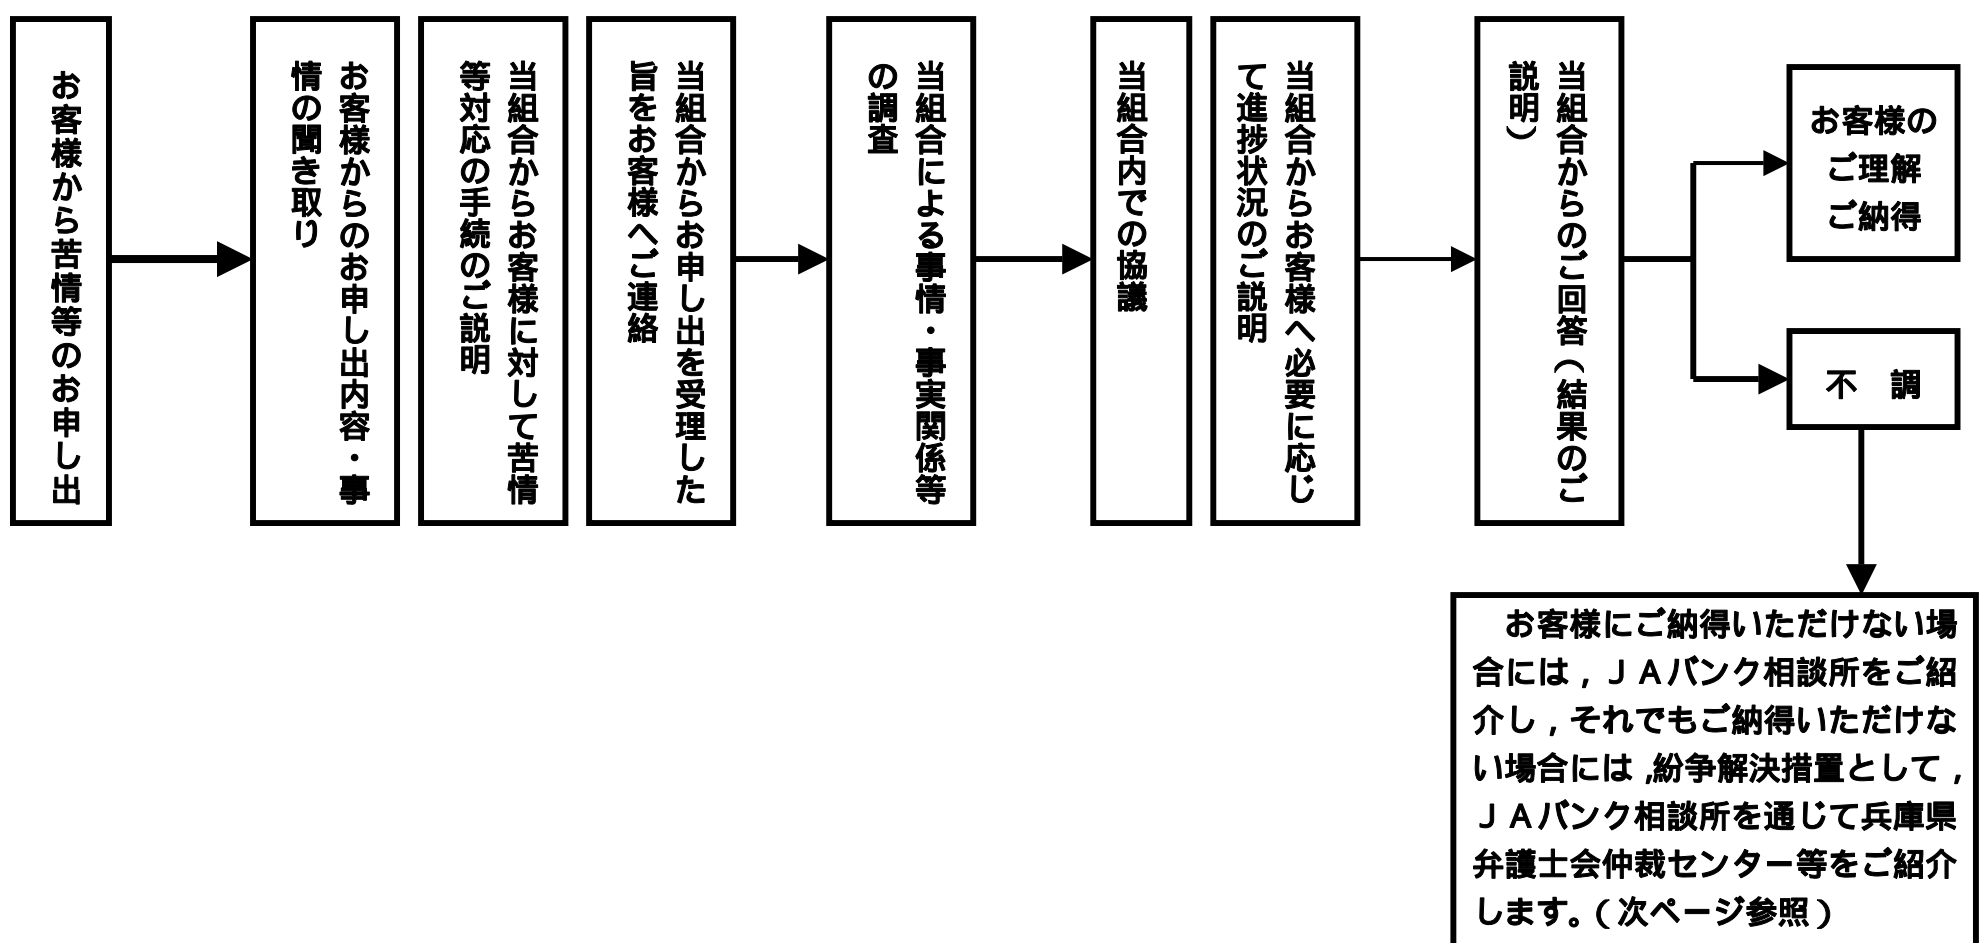 お客様から苦情等のお申し出
お客様からのお申し出内容・事
情の聞き取り
当組合からお客様に対して苦情
等対応の手続のご説明
当組合からお申し出を受理した
旨をお客様へご連絡
当組合による事情・事実関係等
の調査
当組合内での協議
当組合からお客様へ必要に応じ
て進捗状況のご説明
当組合からのご回答（結果のご
説明）
お客様の
ご理解
ご納得
不　調
　お客様にご納得いただけない場
合には，ＪＡバンク相談所をご紹
介し，それでもご納得いただけな
い場合には，紛争解決措置として，
ＪＡバンク相談所を通じて兵庫県
弁護士会仲裁センター等をご紹介
します。（次ページ参照）